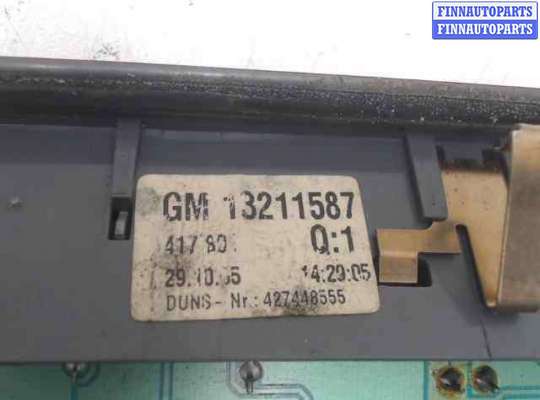 FINNAUTOPARTS
FINNAUTOPARTS
GM 13211587
417 80 Q:1
29.10.05 14:29:05
DUNS- Nr.: 427448555